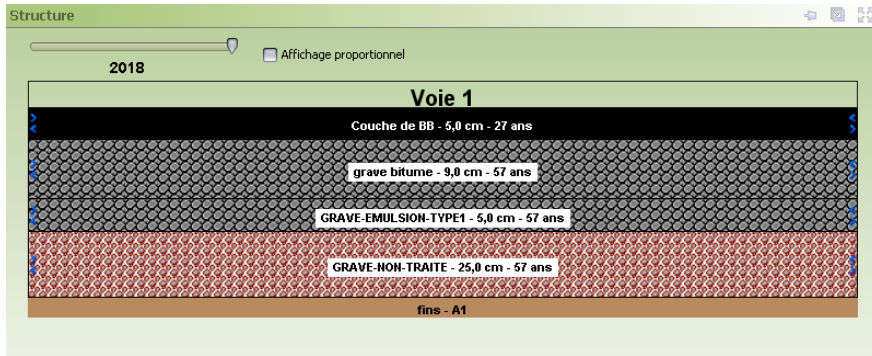 Structure
2018
Affichage proportionnel
Voie 1
Couche de BB - 5,0 cm - 27 ans
grave bitume - 9,0 cm - 57 ans
GRAVE-EMULSION-TYPE1 - 5,0 cm - 57 ans
GRAVE-NON-TRAITE - 25,0 cm - 57 ans
fins - A1